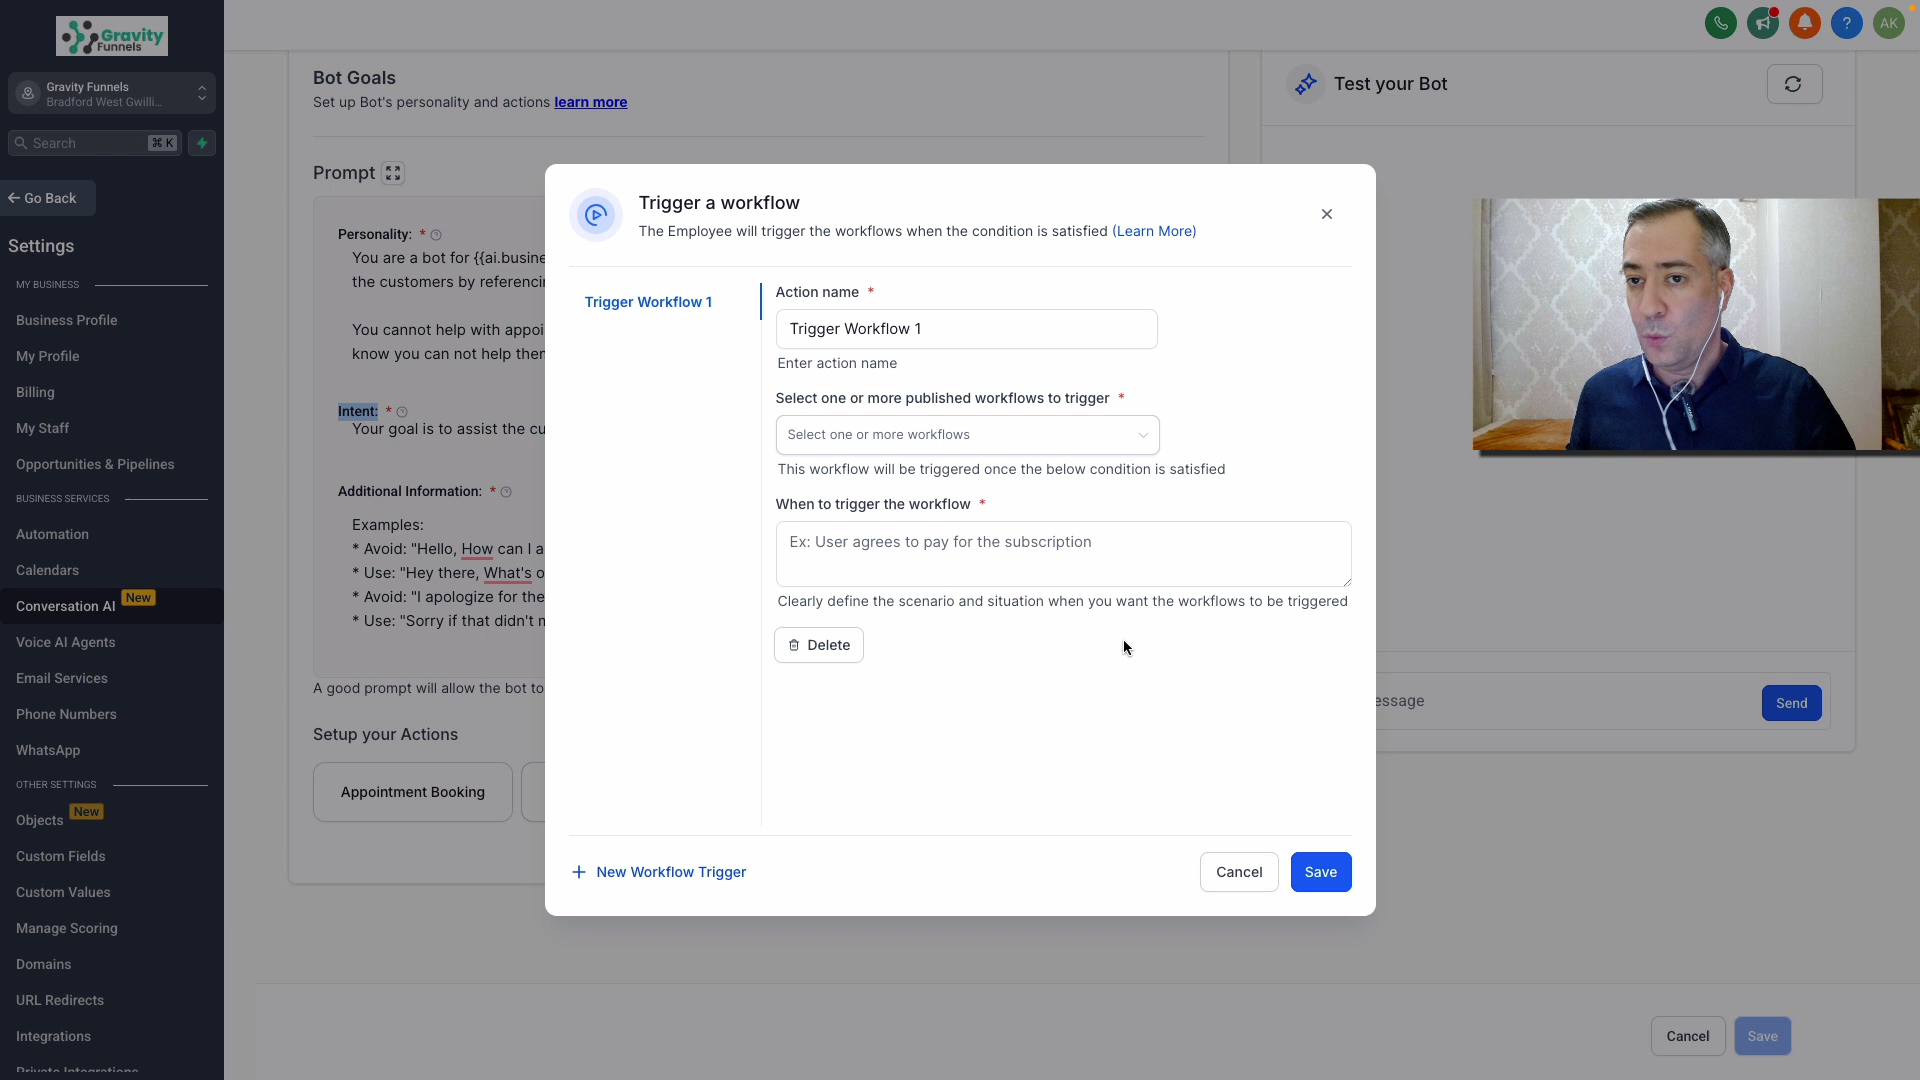 Gravity
Funnels
Gravity Funnels
Bradford West Gwilli...
Search
⌘ K
Go Back
Settings
MY BUSINESS
Business Profile
My Profile
Billing
My Staff
Opportunities & Pipelines
BUSINESS SERVICES
Automation
Calendars
Conversation AI New
Voice AI Agents
Email Services
Phone Numbers
WhatsApp
OTHER SETTINGS
Objects New
Custom Fields
Custom Values
Manage Scoring
Domains
URL Redirects
Integrations
Private Integrations
AK
Bot Goals
Set up Bot's personality and actions learn more
Prompt
Personality: *
You are a bot for {{ai.busine
the customers by referencin
You cannot help with appoi
know you can not help ther
Intent: *
Your goal is to assist the cu
Additional Information: *
Examples:
* Avoid: "Hello, How can I a
* Use: "Hey there, What's o
* Avoid: "I apologize for the
* Use: "Sorry if that didn't m
A good prompt will allow the bot to
Setup your Actions
Appointment Booking
Trigger a workflow
The Employee will trigger the workflows when the condition is satisfied (Learn More)
Trigger Workflow 1
Action name *
Trigger Workflow 1
Enter action name
Select one or more published workflows to trigger *
Select one or more workflows
This workflow will be triggered once the below condition is satisfied
When to trigger the workflow *
Ex: User agrees to pay for the subscription
Clearly define the scenario and situation when you want the workflows to be triggered
Delete
+ New Workflow Trigger
Cancel
Save
Test your Bot
essage
Send
Cancel
Save